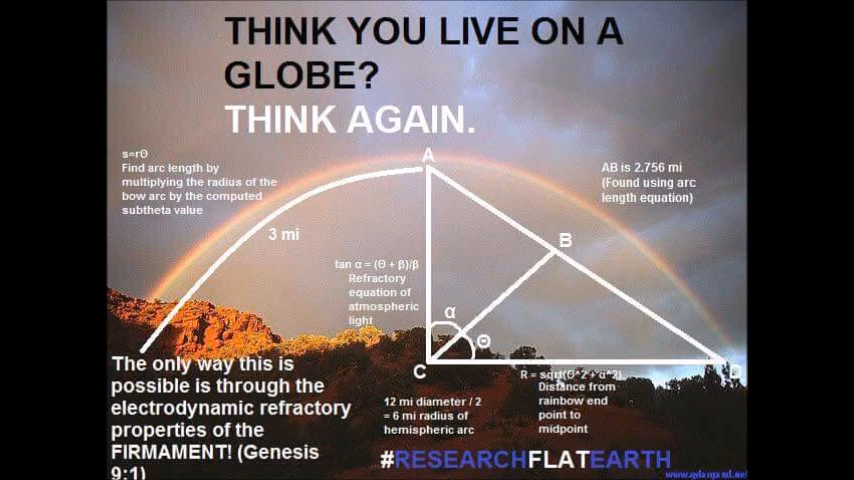 THINK YOU LIVE ON A
GLOBE?
THINK AGAIN.
s=rΘ
Find arc length by
multiplying the radius of the
bow arc by the computed
subtheta value
A
AB is 2.756 mi
(Found using arc
length equation)
3 mi
B
tan α = (Θ + β)/β
Refractory
equation of
atmospheric
light
α
Θ
C
D
The only way this is
possible is through the
electrodynamic refractory
properties of the
FIRMAMENT! (Genesis
9:1)
12 mi diameter / 2
= 6 mi radius of
hemispheric arc
R = sqrt(Θ^2 + α^2)
Distance from
rainbow end
point to
midpoint
#RESEARCHFLATEARTH